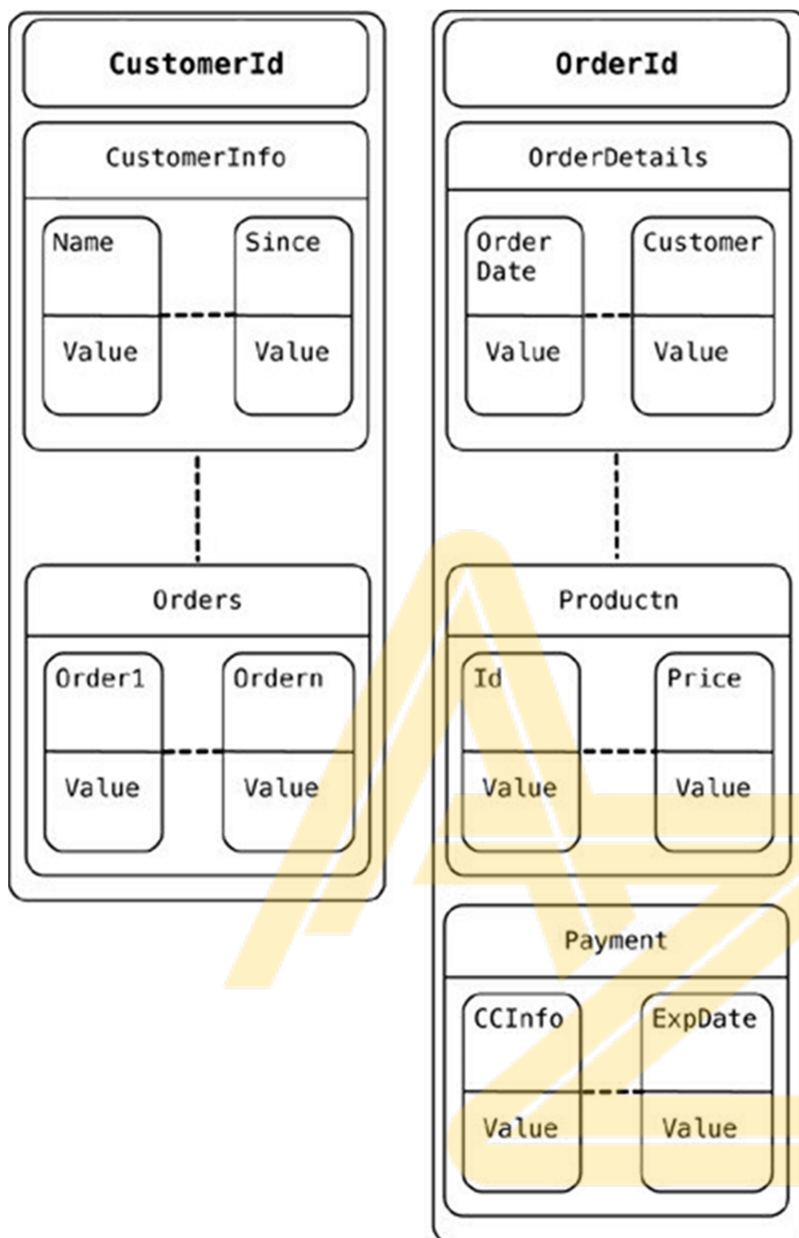 CustomerId
CustomerInfo
Name
Since
Value
Value
Orders
Order1
Ordern
Value
Value
OrderId
OrderDetails
Order
Date
Customer
Value
Value
Productn
Id
Price
Value
Value
Payment
CCInfo
ExpDate
Value
Value